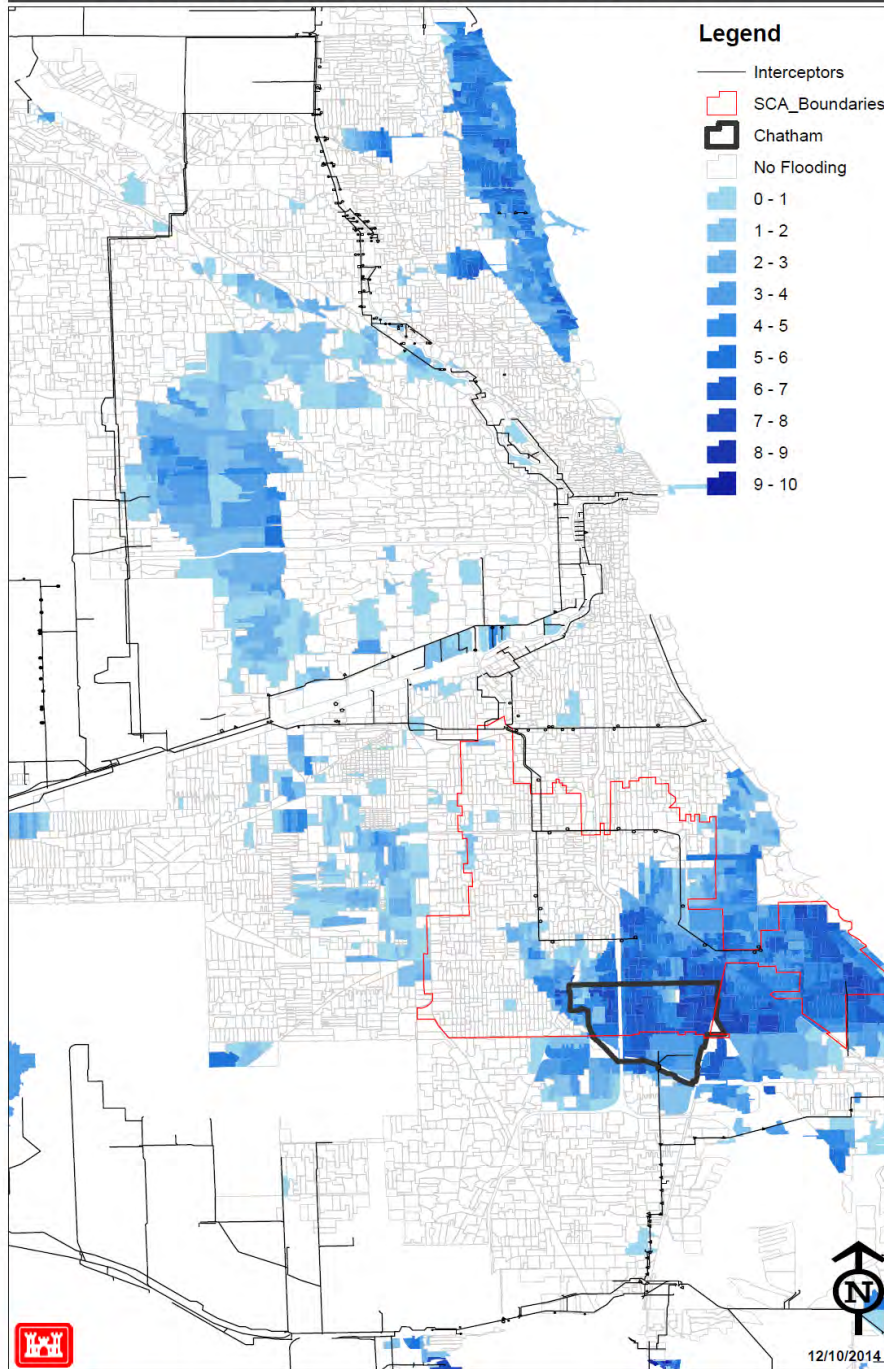 Legend
Interceptors
SCA_Boundaries
Chatham
No Flooding
0 - 1
1 - 2
2 - 3
3 - 4
4 - 5
5 - 6
6 - 7
7 - 8
8 - 9
9 - 10
N
12/10/2014